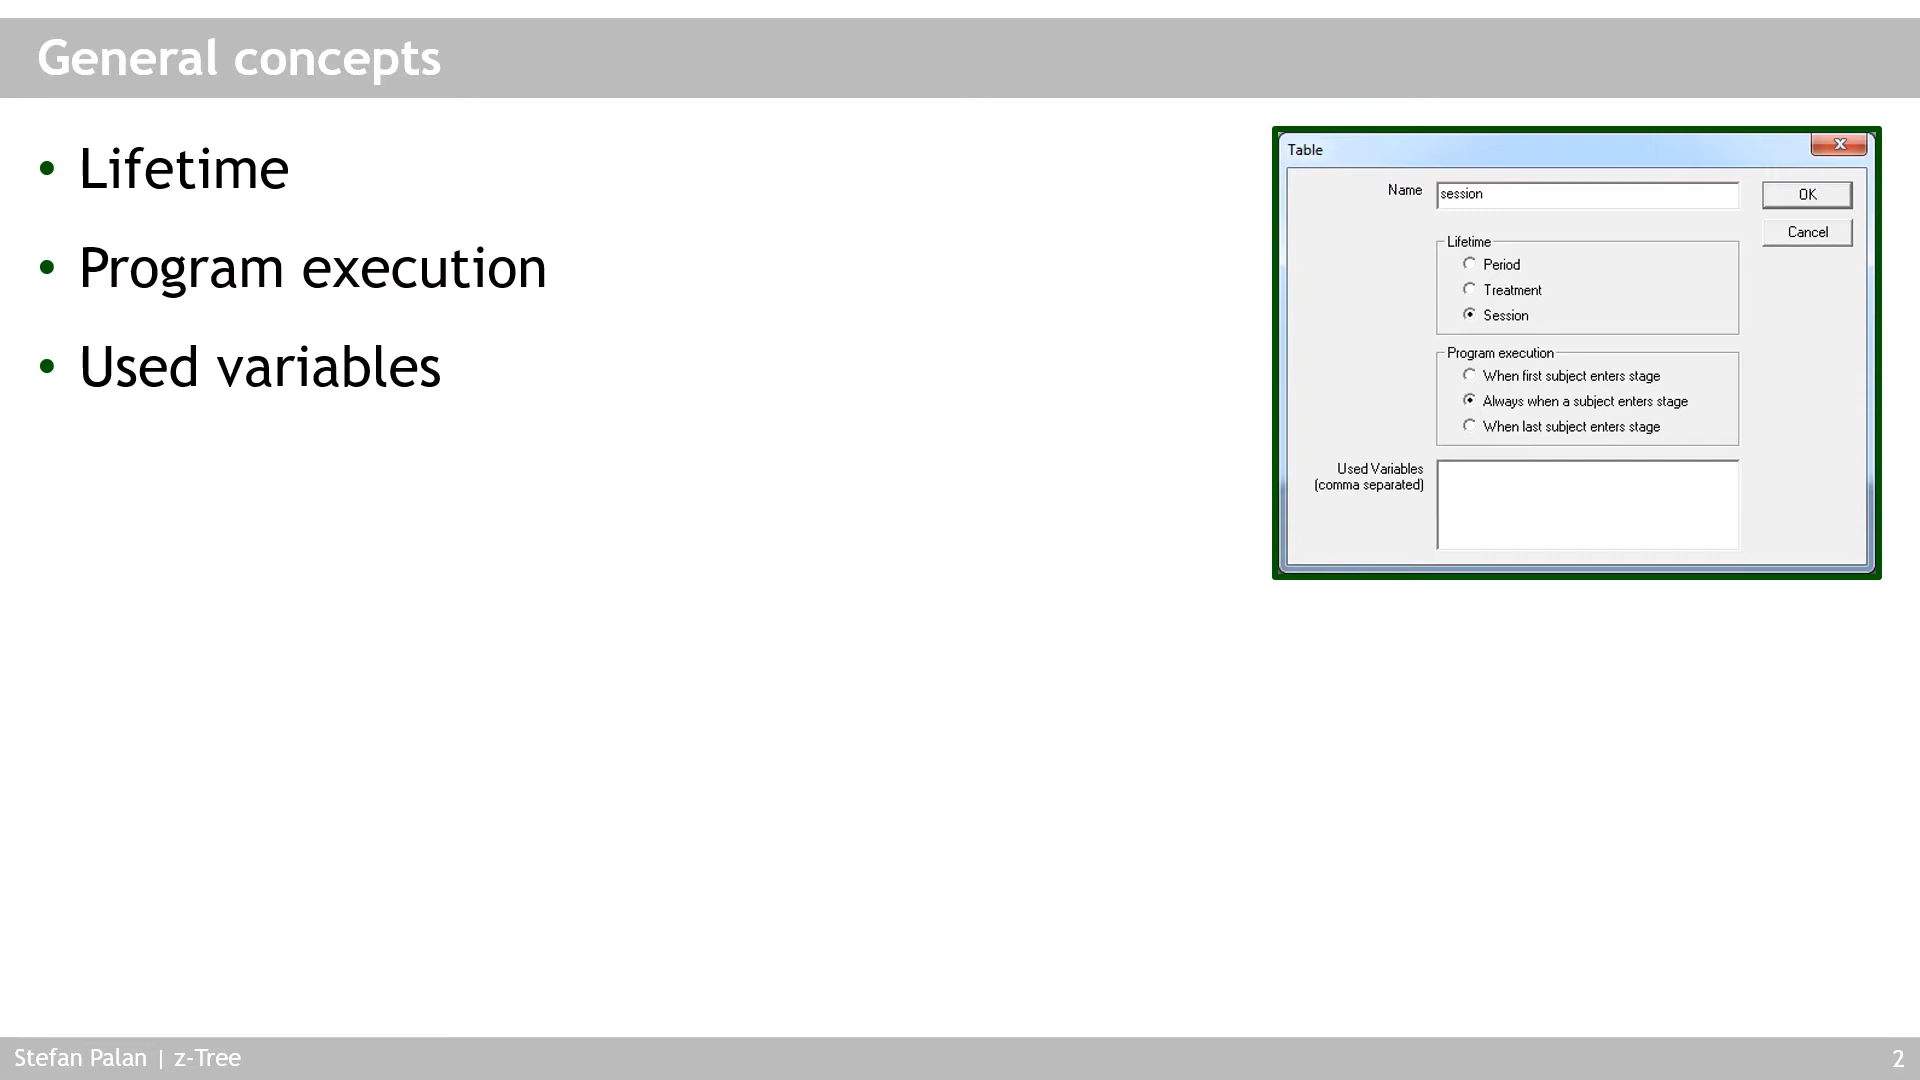 General concepts
• Lifetime
• Program execution
• Used variables
Table
Name session OK
Cancel
Lifetime
Period
Treatment
Session
Program execution
When first subject enters stage
Always when a subject enters stage
When last subject enters stage
Used Variables
(comma separated)
Stefan Palan | z-Tree 2